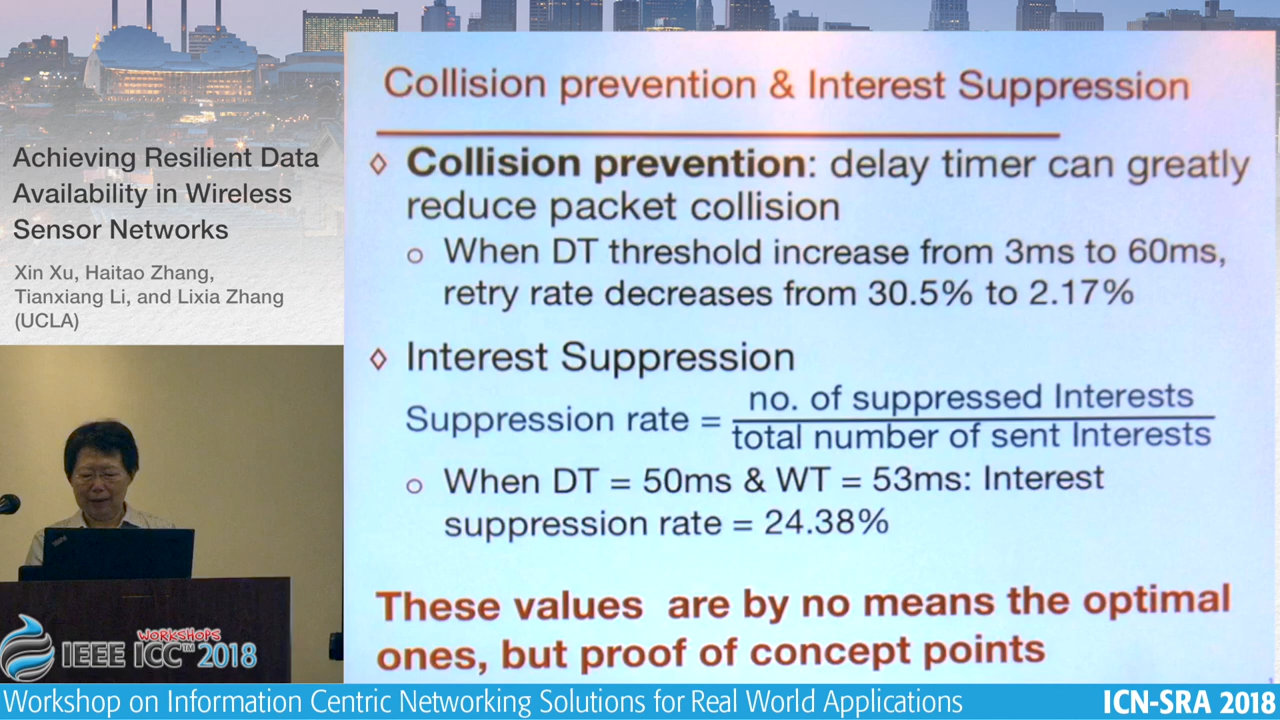 Achieving Resilient Data
Availability in Wireless
Sensor Networks
Xin Xu, Haitao Zhang,
Tianxiang Li, and Lixia Zhang
(UCLA)
Collision prevention & Interest Suppression
◊ Collision prevention: delay timer can greatly
reduce packet collision
○ When DT threshold increase from 3ms to 60ms,
retry rate decreases from 30.5% to 2.17%
◊ Interest Suppression
Suppression rate = no. of suppressed Interests
total number of sent Interests
○ When DT = 50ms & WT = 53ms: Interest
suppression rate = 24.38%
These values are by no means the optimal
ones, but proof of concept points
WORKSHOPS
IEEE ICC™ 2018
Workshop on Information Centric Networking Solutions for Real World Applications
ICN-SRA 2018